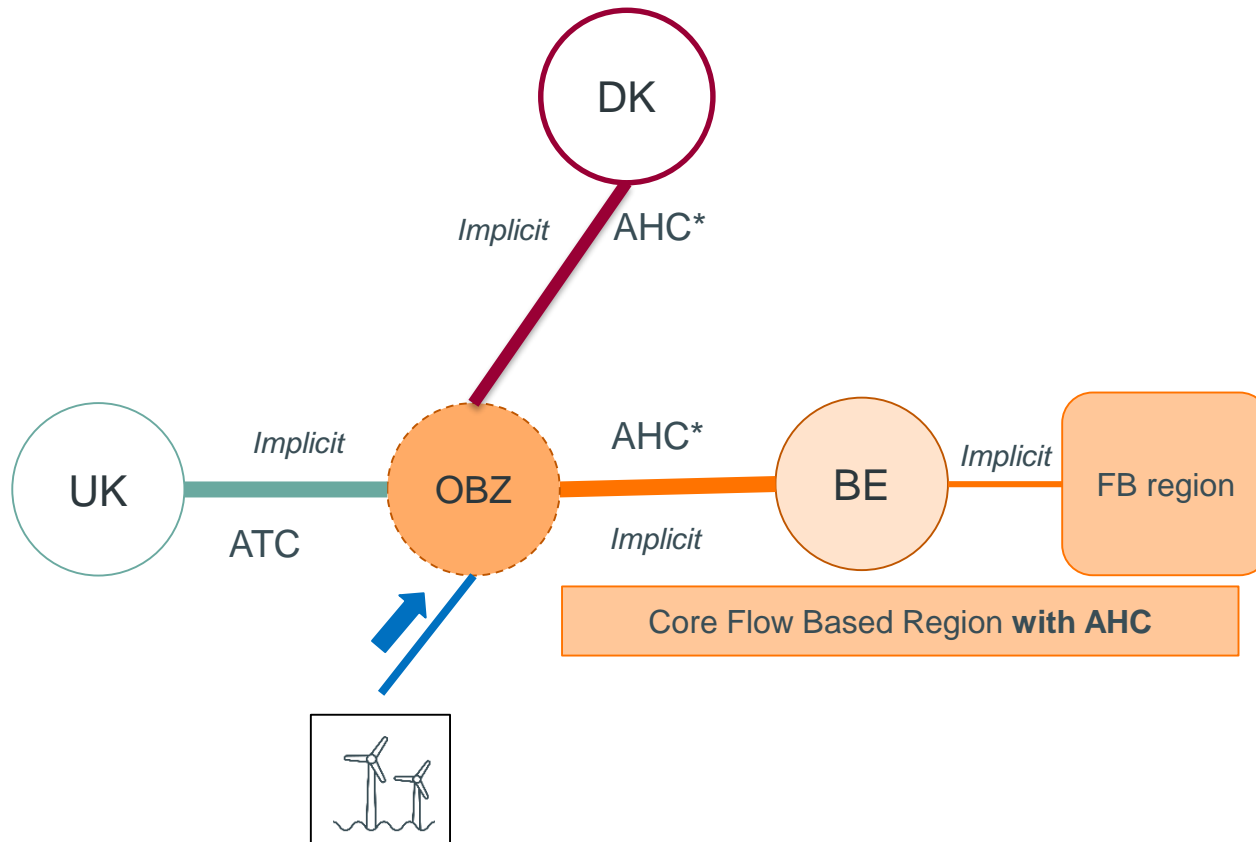 DK
Implicit
AHC*
Implicit
AHC*
Implicit
UK
OBZ
BE
FB region
ATC
Implicit
Core Flow Based Region with AHC